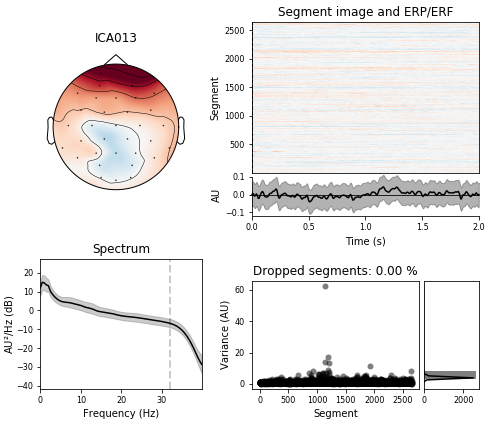 ICA013
Segment image and ERP/ERF
2500
2000
1500
1000
500
Segment
0.1
0.0
−0.1
AU
0.0 0.5 1.0 1.5 2.0
Time (s)
Spectrum
20
10
0
−10
−20
−30
−40
AU²/Hz (dB)
0 10 20 30
Frequency (Hz)
Dropped segments: 0.00 %
60
40
20
0
Variance (AU)
0 500 1000 1500 2000 2500
Segment
0 2000